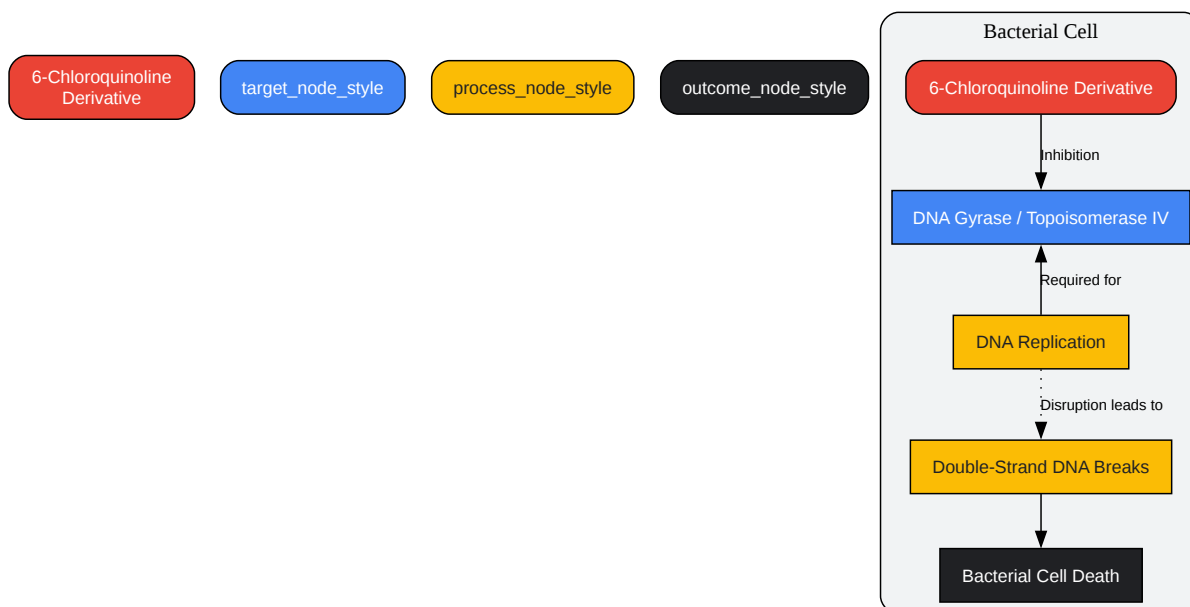 Bacterial Cell
6-Chloroquinoline
Derivative
target_node_style
process_node_style
outcome_node_style
6-Chloroquinoline Derivative
Inhibition
DNA Gyrase / Topoisomerase IV
Required for
DNA Replication
Disruption leads to
Double-Strand DNA Breaks
Bacterial Cell Death